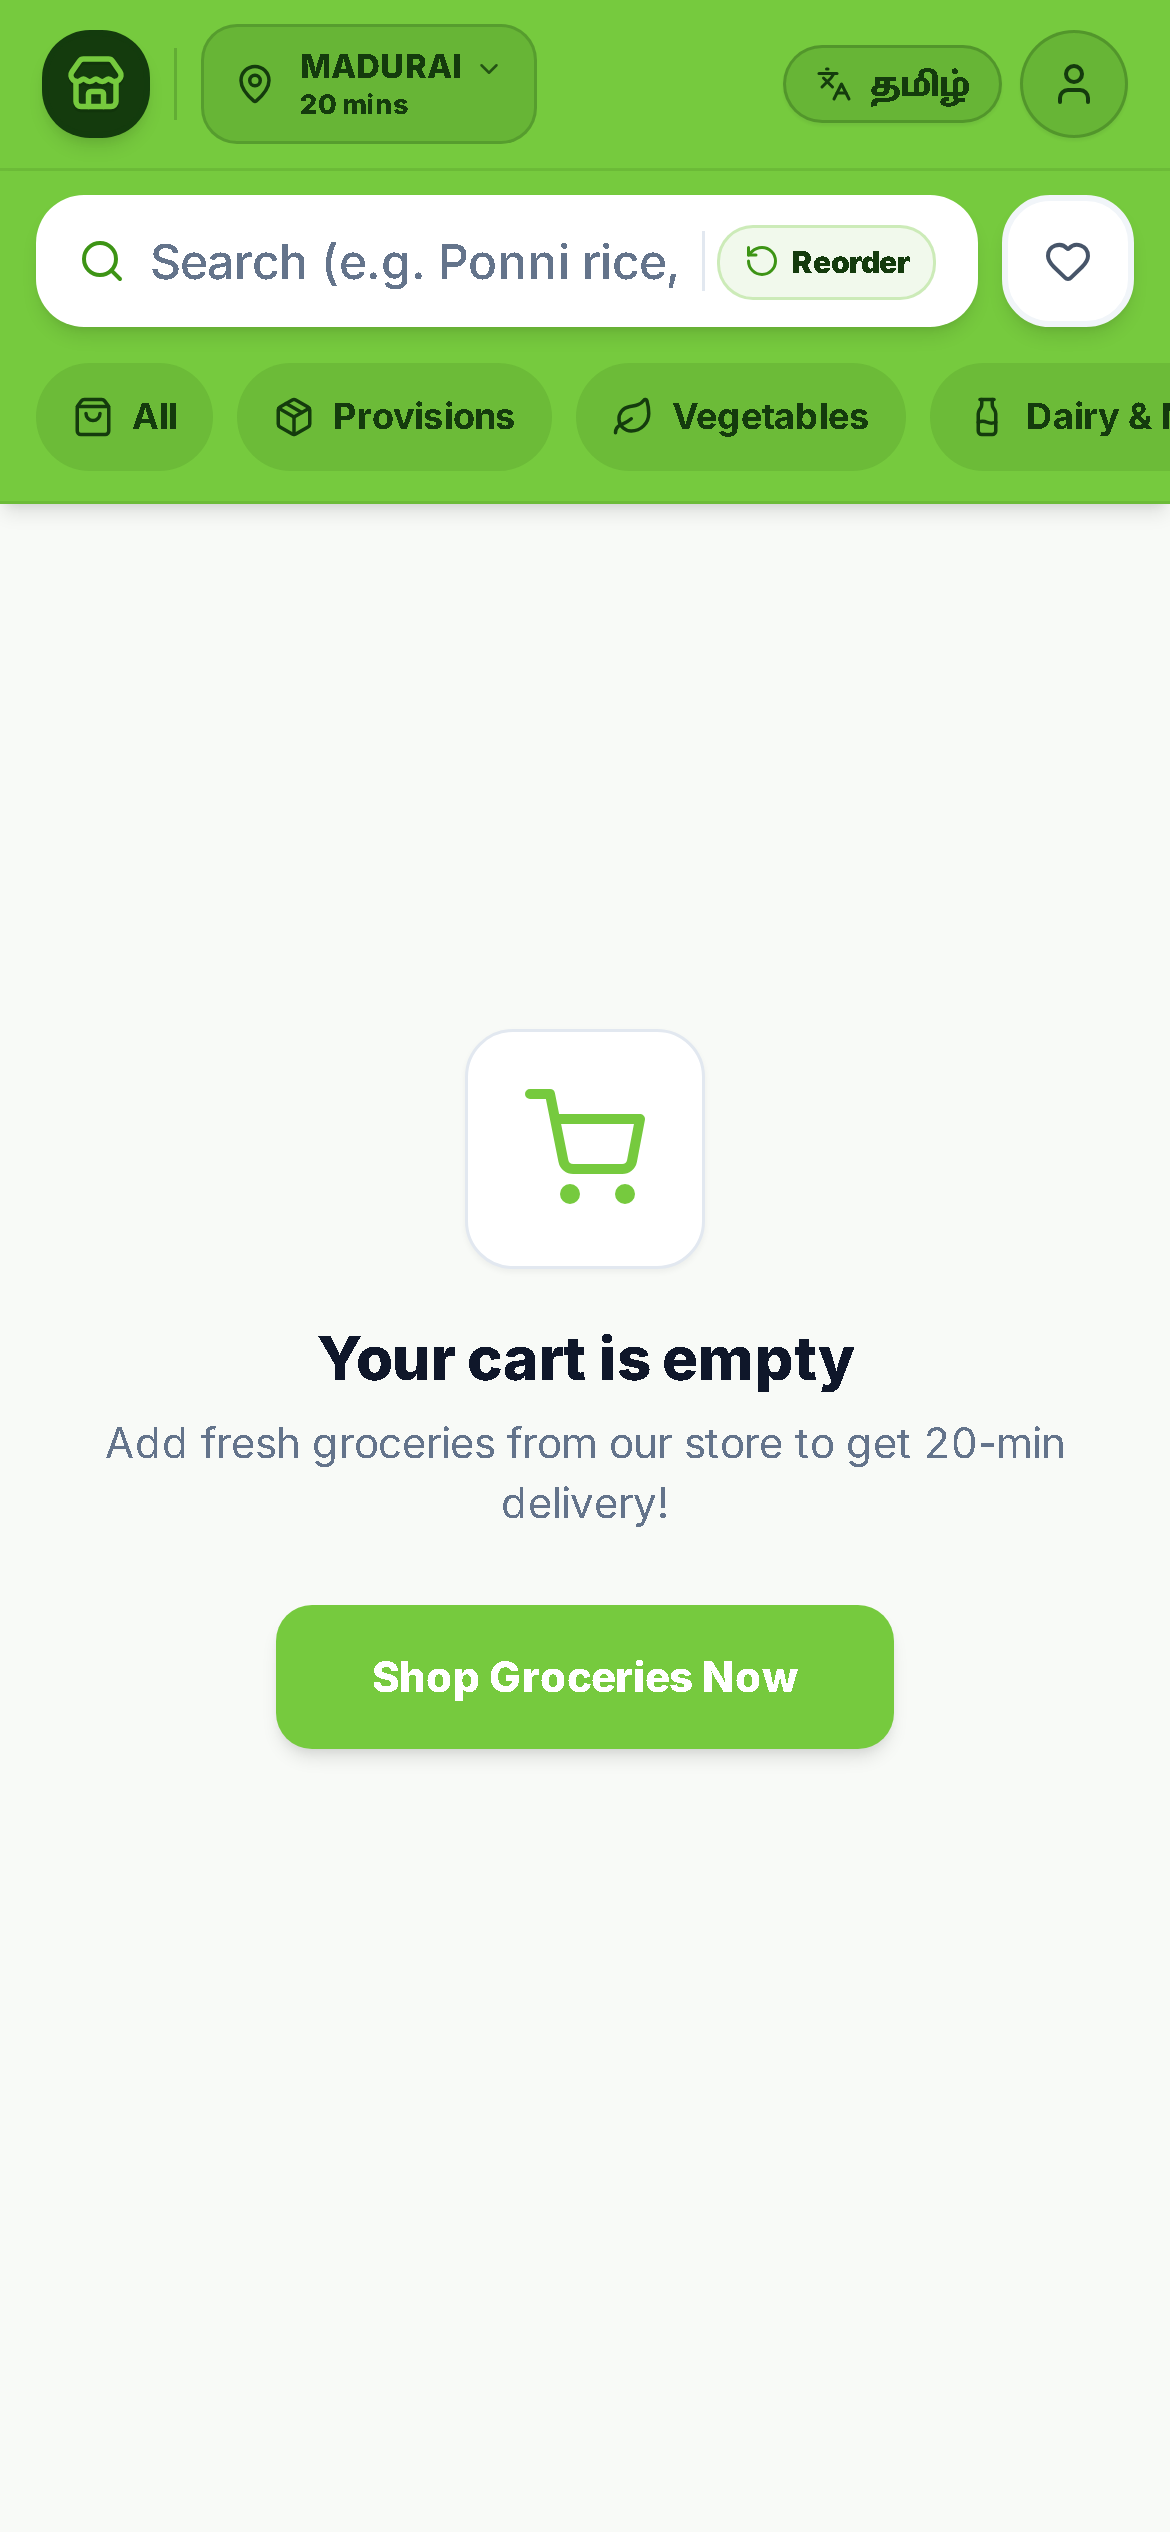 MADURAI
20 mins
தமிழ்
Search (e.g. Ponni rice,
Reorder
All
Provisions
Vegetables
Dairy &
Your cart is empty
Add fresh groceries from our store to get 20-min
delivery!
Shop Groceries Now